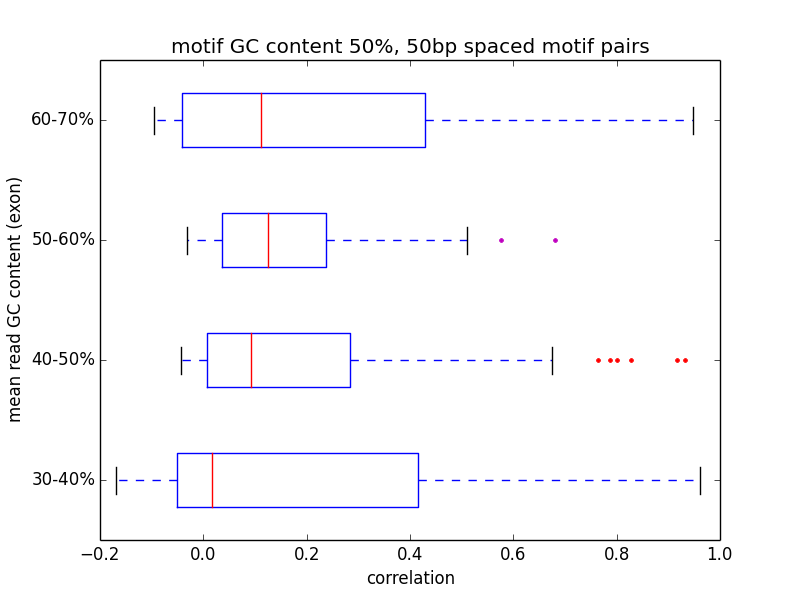 motif GC content 50%, 50bp spaced motif pairs
mean read GC content (exon)
60-70%
50-60%
40-50%
30-40%
−0.2 0.0 0.2 0.4 0.6 0.8 1.0
correlation